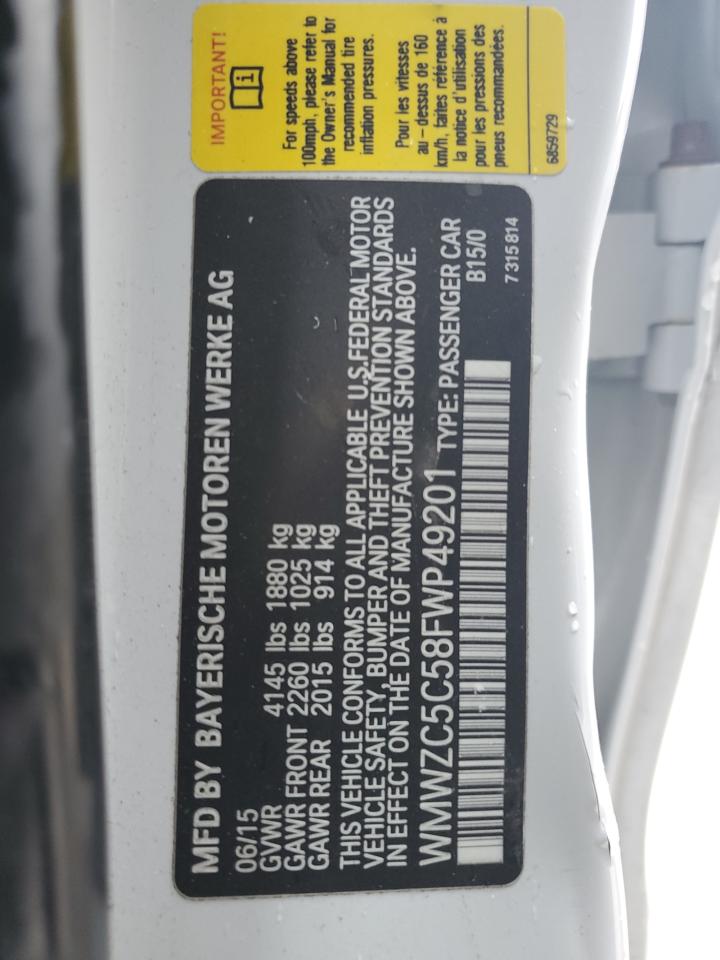 MFD BY BAYERISCHE MOTOREN WERKE AG
06/15
GVWR 4145 lbs 1880 kg
GAWR FRONT 2260 lbs 1025 kg
GAWR REAR 2015 lbs 914 kg
THIS VEHICLE CONFORMS TO ALL APPLICABLE U.S.FEDERAL MOTOR
VEHICLE SAFETY, BUMPER AND THEFT PREVENTION STANDARDS
IN EFFECT ON THE DATE OF MANUFACTURE SHOWN ABOVE.
WMWZC5C58FWP49201 TYPE: PASSENGER CAR
B15/0
7315814
IMPORTANT!
i
For speeds above
100mph, please refer to
the Owner's Manual for
recommended tire
inflation pressures.
Pour les vitesses
au-dessus de 160
km/h, faites référence à
la notice d'utilisation
pour les pressions des
pneus recommandées.
6859729